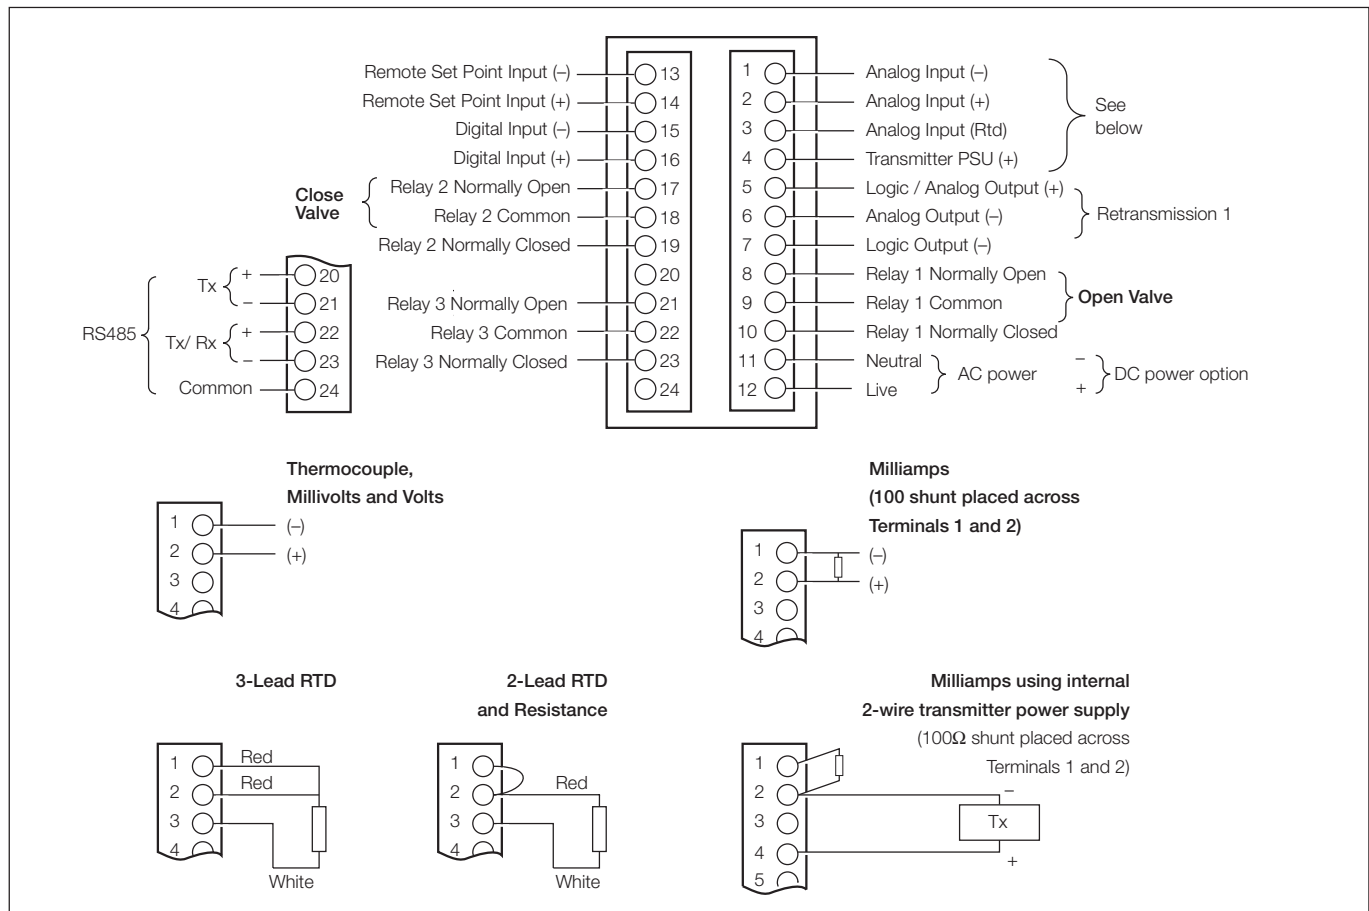 Remote Set Point Input (–) 13
Remote Set Point Input (+) 14
Digital Input (–) 15
Digital Input (+) 16
Close Valve
Relay 2 Normally Open 17
Relay 2 Common 18
Relay 2 Normally Closed 19
20
Relay 3 Normally Open 21
Relay 3 Common 22
Relay 3 Normally Closed 23
24
1 Analog Input (–)
2 Analog Input (+)
3 Analog Input (Rtd)
4 Transmitter PSU (+)
See
below
5 Logic / Analog Output (+)
6 Analog Output (–)
7 Logic Output (–)
Retransmission 1
8 Relay 1 Normally Open
9 Relay 1 Common
Open Valve
10 Relay 1 Normally Closed
11 Neutral
12 Live
AC power
–
+
DC power option
RS485
Tx
+ 20
– 21
Tx/ Rx
+ 22
– 23
Common 24
Thermocouple,
Millivolts and Volts
1 (–)
2 (+)
3
4
Milliamps
(100 shunt placed across
Terminals 1 and 2)
1 (–)
2 (+)
3
4
3-Lead RTD
1 Red
2 Red
3
4
White
2-Lead RTD
and Resistance
1
2 Red
3
4
White
Milliamps using internal
2-wire transmitter power supply
(100Ω shunt placed across
Terminals 1 and 2)
1
2 –
3 Tx
4 +
5